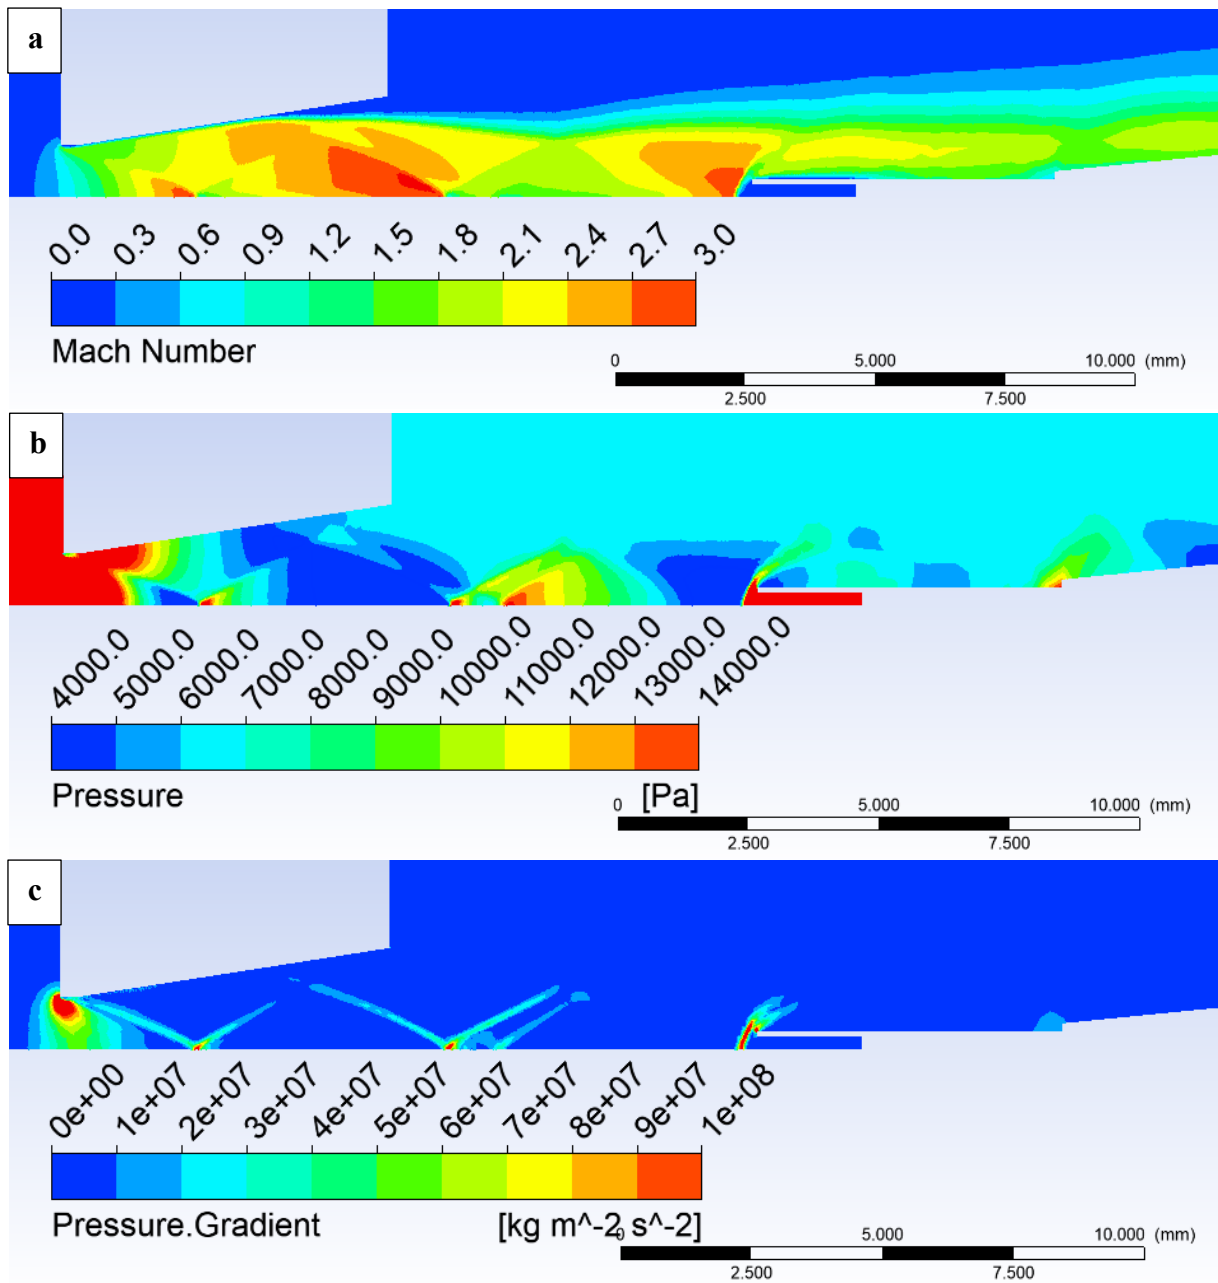 a
0.0 0.3 0.6 0.9 1.2 1.5 1.8 2.1 2.4 2.7 3.0
Mach Number
0 5.000 10.000 (mm)
2.500 7.500
b
4000.0 5000.0 6000.0 7000.0 8000.0 9000.0 10000.0 11000.0 12000.0 13000.0 14000.0
Pressure [Pa]
0 5.000 10.000 (mm)
2.500 7.500
c
0e+00 1e+07 2e+07 3e+07 4e+07 5e+07 6e+07 7e+07 8e+07 9e+07 1e+08
Pressure.Gradient [kg m^-2 s^-2]
0 5.000 10.000 (mm)
2.500 7.500